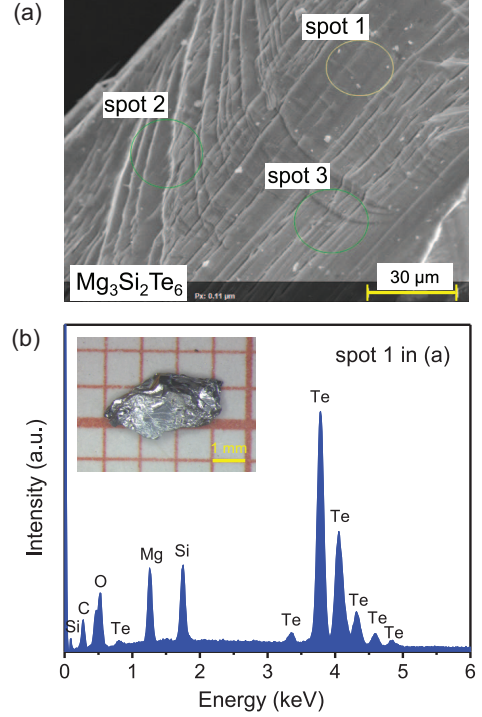 (a)
spot 1
spot 2
spot 3
Mg₃Si₂Te₆
Px: 0.11 µm
30 µm
(b)
spot 1 in (a)
1 mm
Te
Te
Mg
Si
O
C
Si
Te
Te
Te
Te
Te
Intensity (a.u.)
0 1 2 3 4 5 6
Energy (keV)